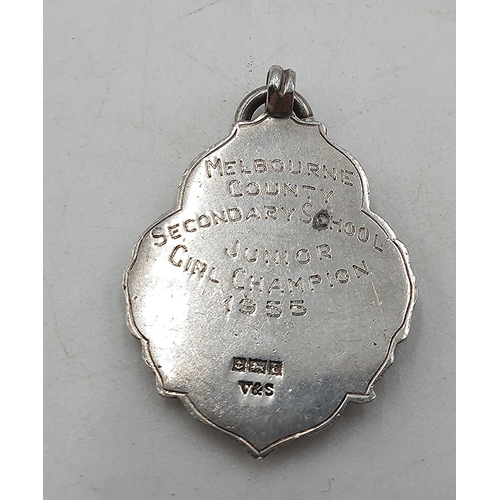 MELBOURNE
COUNTY
SECONDARY SCHOOL
JUNIOR
GIRL CHAMPION
1955
V&S